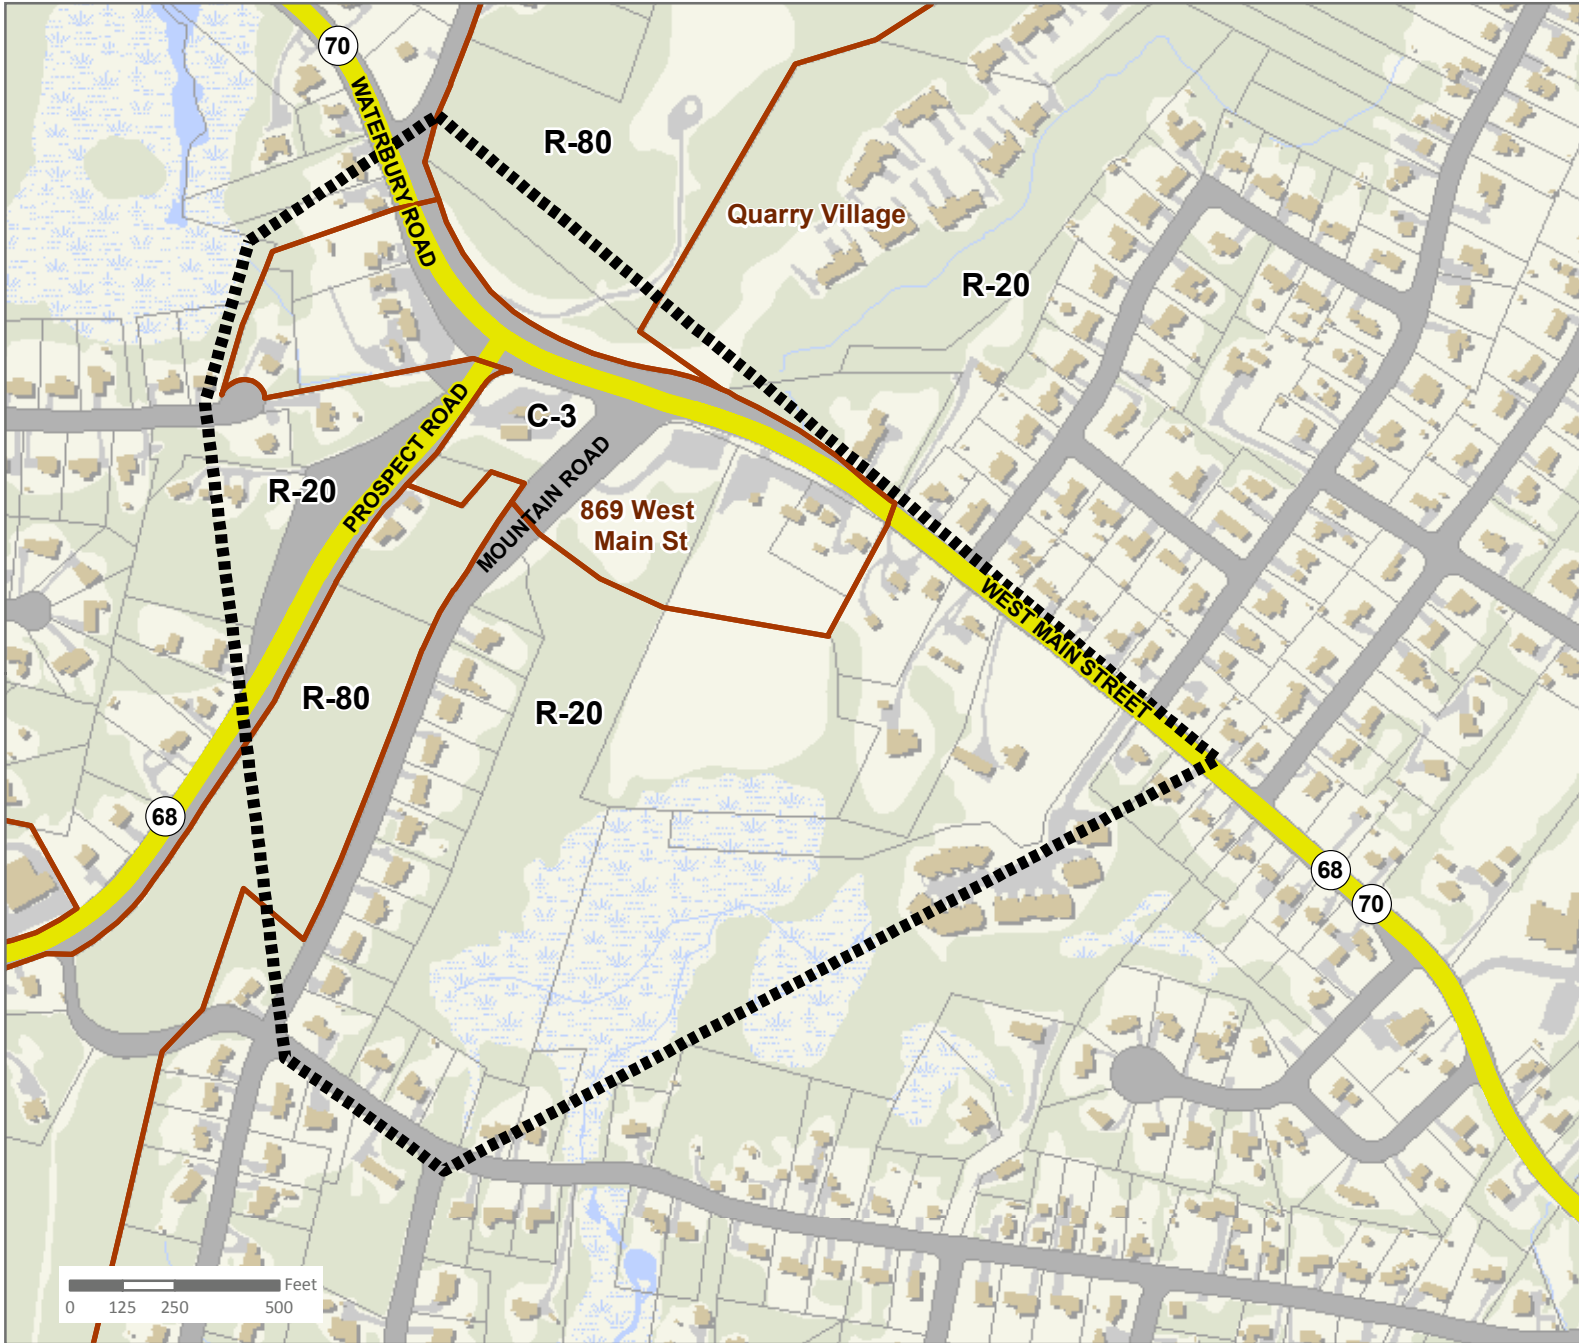 70
WATERBURY ROAD
R-80
Quarry Village
R-20
C-3
PROSPECT ROAD
R-20
MOUNTAIN ROAD
869 West
Main St
WEST MAIN STREET
R-80
R-20
68
68
70
Feet
0 125 250 500